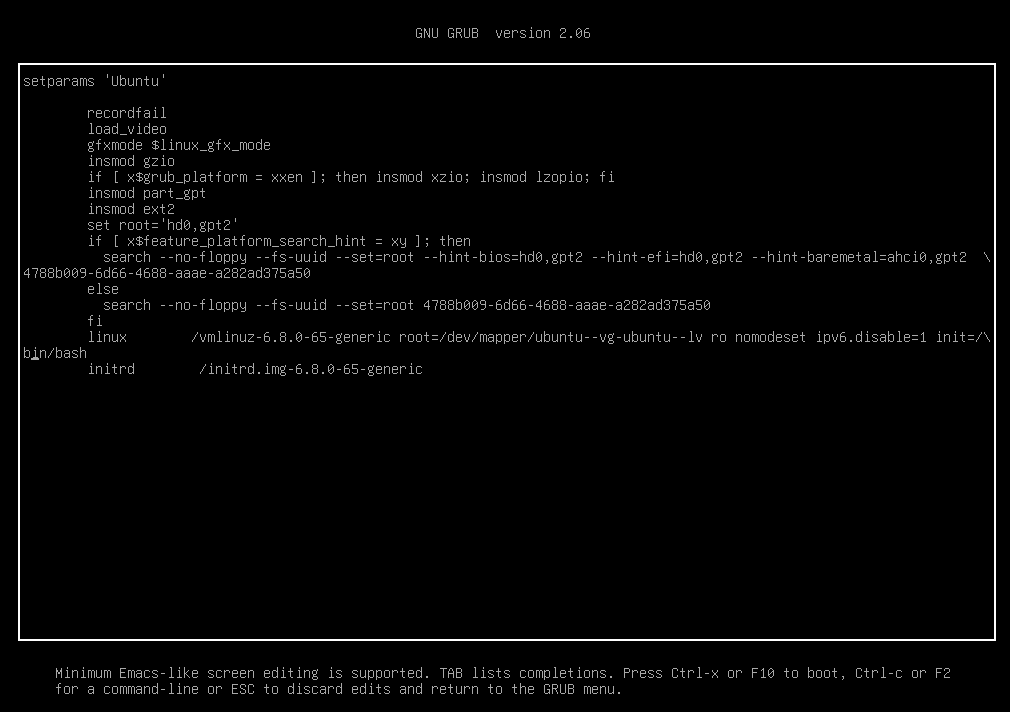 GNU GRUB  version 2.06
setparams 'Ubuntu'
recordfail
load_video
gfxmode $linux_gfx_mode
insmod gzio
if [ x$grub_platform = xxen ]; then insmod xzio; insmod lzopio; fi
insmod part_gpt
insmod ext2
set root='hd0,gpt2'
if [ x$feature_platform_search_hint = xy ]; then
search --no-floppy --fs-uuid --set=root --hint-bios=hd0,gpt2 --hint-efi=hd0,gpt2 --hint-baremetal=ahci0,gpt2  \
4788b009-6d66-4688-aaae-a282ad375a50
else
search --no-floppy --fs-uuid --set=root 4788b009-6d66-4688-aaae-a282ad375a50
fi
linux        /vmlinuz-6.8.0-65-generic root=/dev/mapper/ubuntu--vg-ubuntu--lv ro nomodeset ipv6.disable=1 init=/\
bin/bash
initrd        /initrd.img-6.8.0-65-generic
Minimum Emacs-like screen editing is supported. TAB lists completions. Press Ctrl-x or F10 to boot, Ctrl-c or F2
for a command-line or ESC to discard edits and return to the GRUB menu.